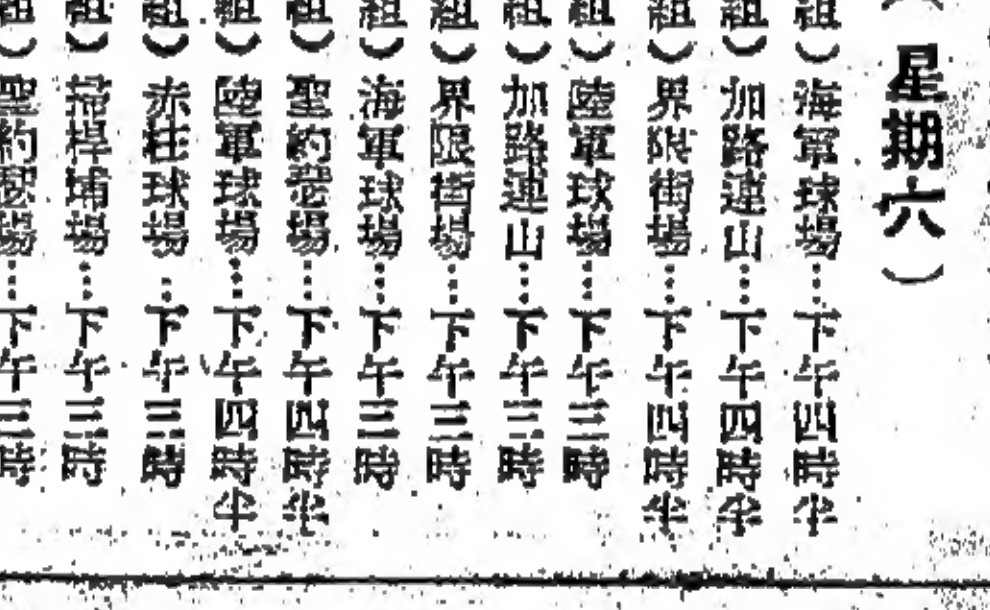 星期六）
組）海軍球場…下午四時半
組）加路連山…下午四時半
組）界限街場…下午四時半
組）陸軍球場…下午三時
組）加路連山…下午三時
組）界限街場…下午三時
組）海軍球場…下午三時
組）聖約瑟場…下午四時半
組）陸軍球場…下午四時半
組）赤柱球場…下午三時
組）掃桿埔場…下午三時
組）聖約瑟場…下午三時